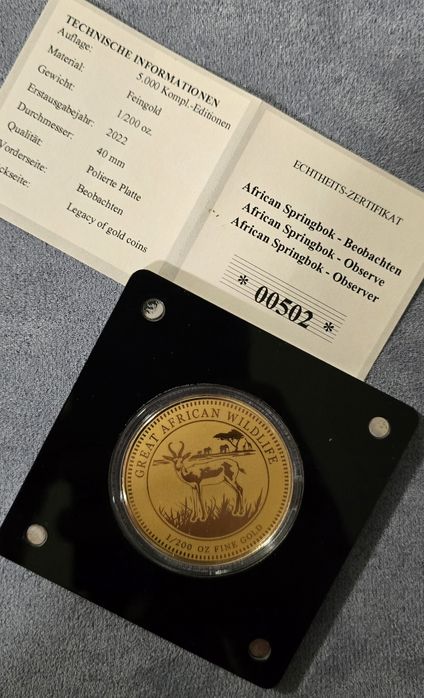 TECHNISCHE INFORMATIONEN
Auflage: 5.000 Kompl.-Editionen
Material: Feingold
Gewicht: 1/200 oz.
Erstausgabejahr: 2022
Durchmesser: 40 mm
Qualität: Polierte Platte
Vorderseite: Beobachten
ckseite: Legacy of gold coins
ECHTHEITS-ZERTIFIKAT
African Springbok - Beobachten
African Springbok - Observe
African Springbok - Observer
* 00502 *
GREAT AFRICAN WILDLIFE
1/200 OZ FINE GOLD